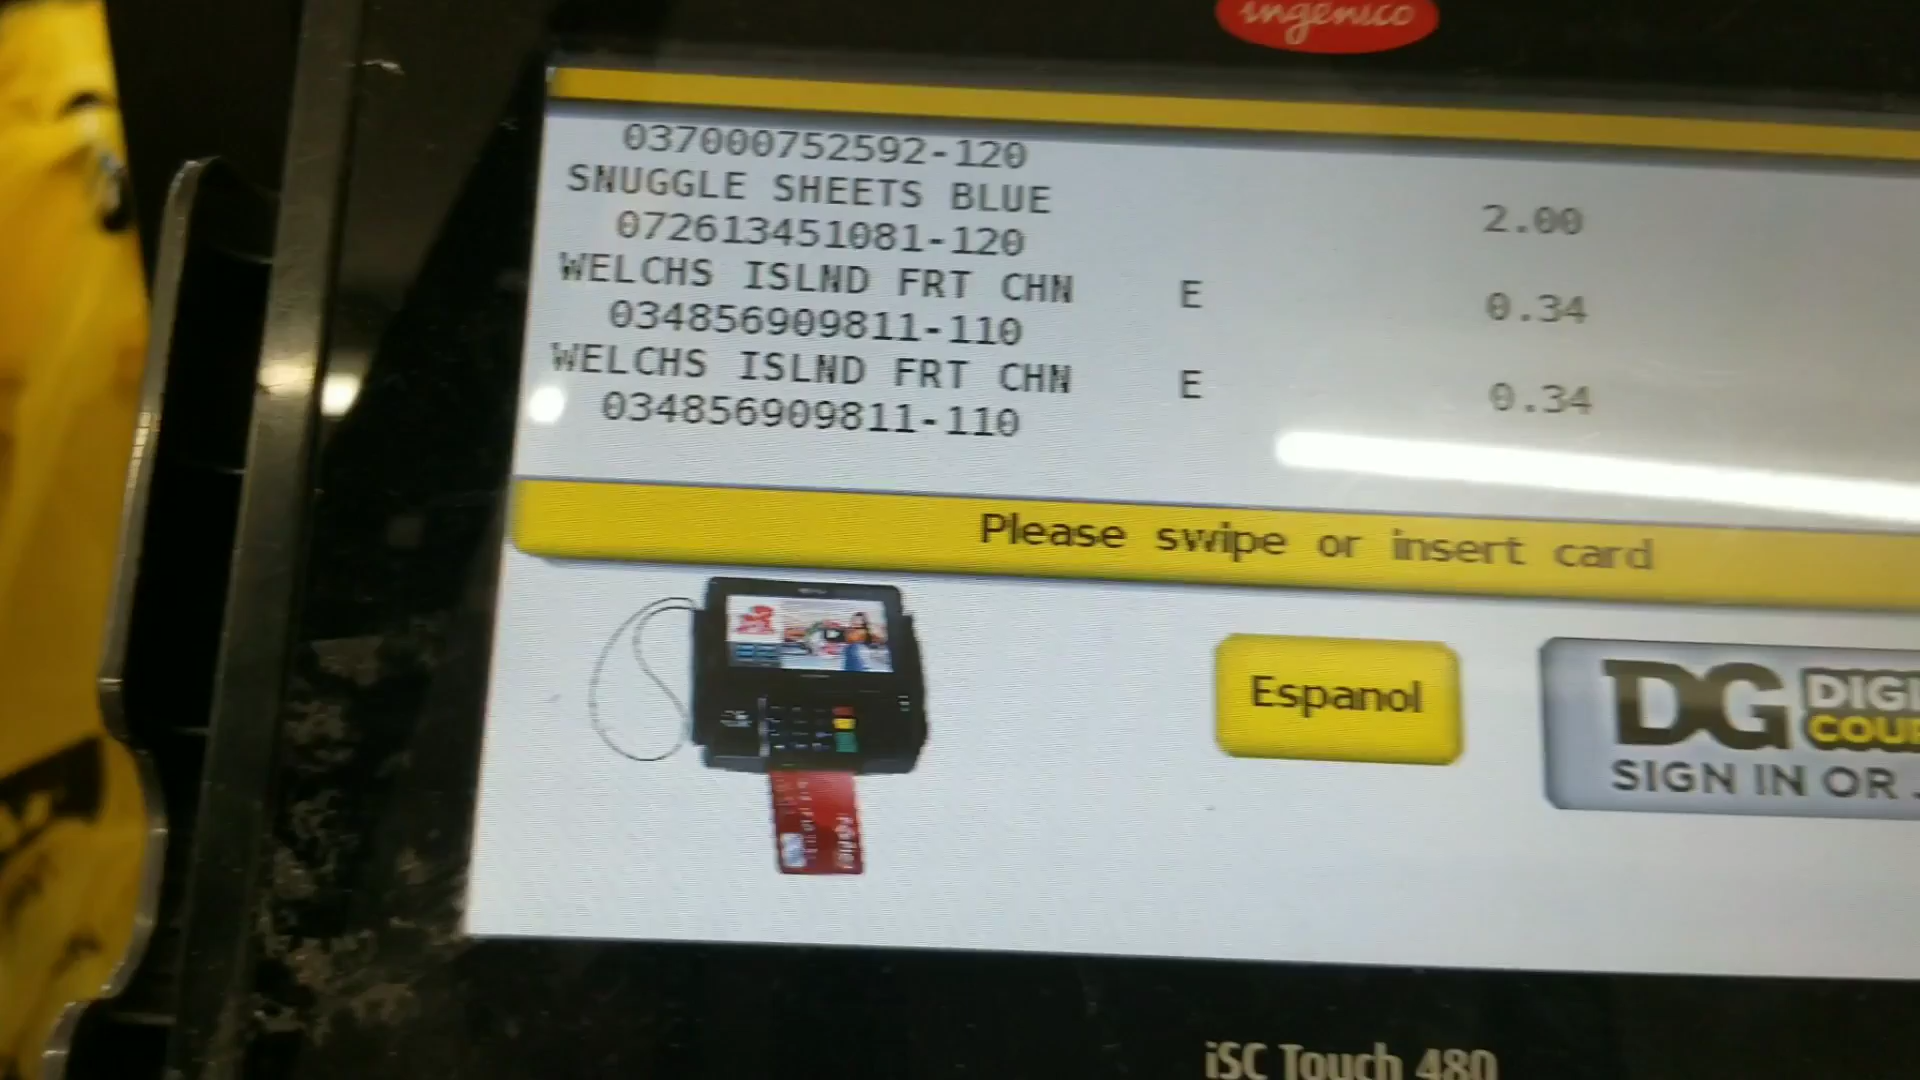 ingenico
037000752592-120
SNUGGLE SHEETS BLUE 2.00
072613451081-120
WELCHS ISLND FRT CHN E 0.34
034856909811-110
WELCHS ISLND FRT CHN E 0.34
034856909811-110
Please swipe or insert card
Espanol
DG DIGI
COU
SIGN IN OR
iSC Touch 480